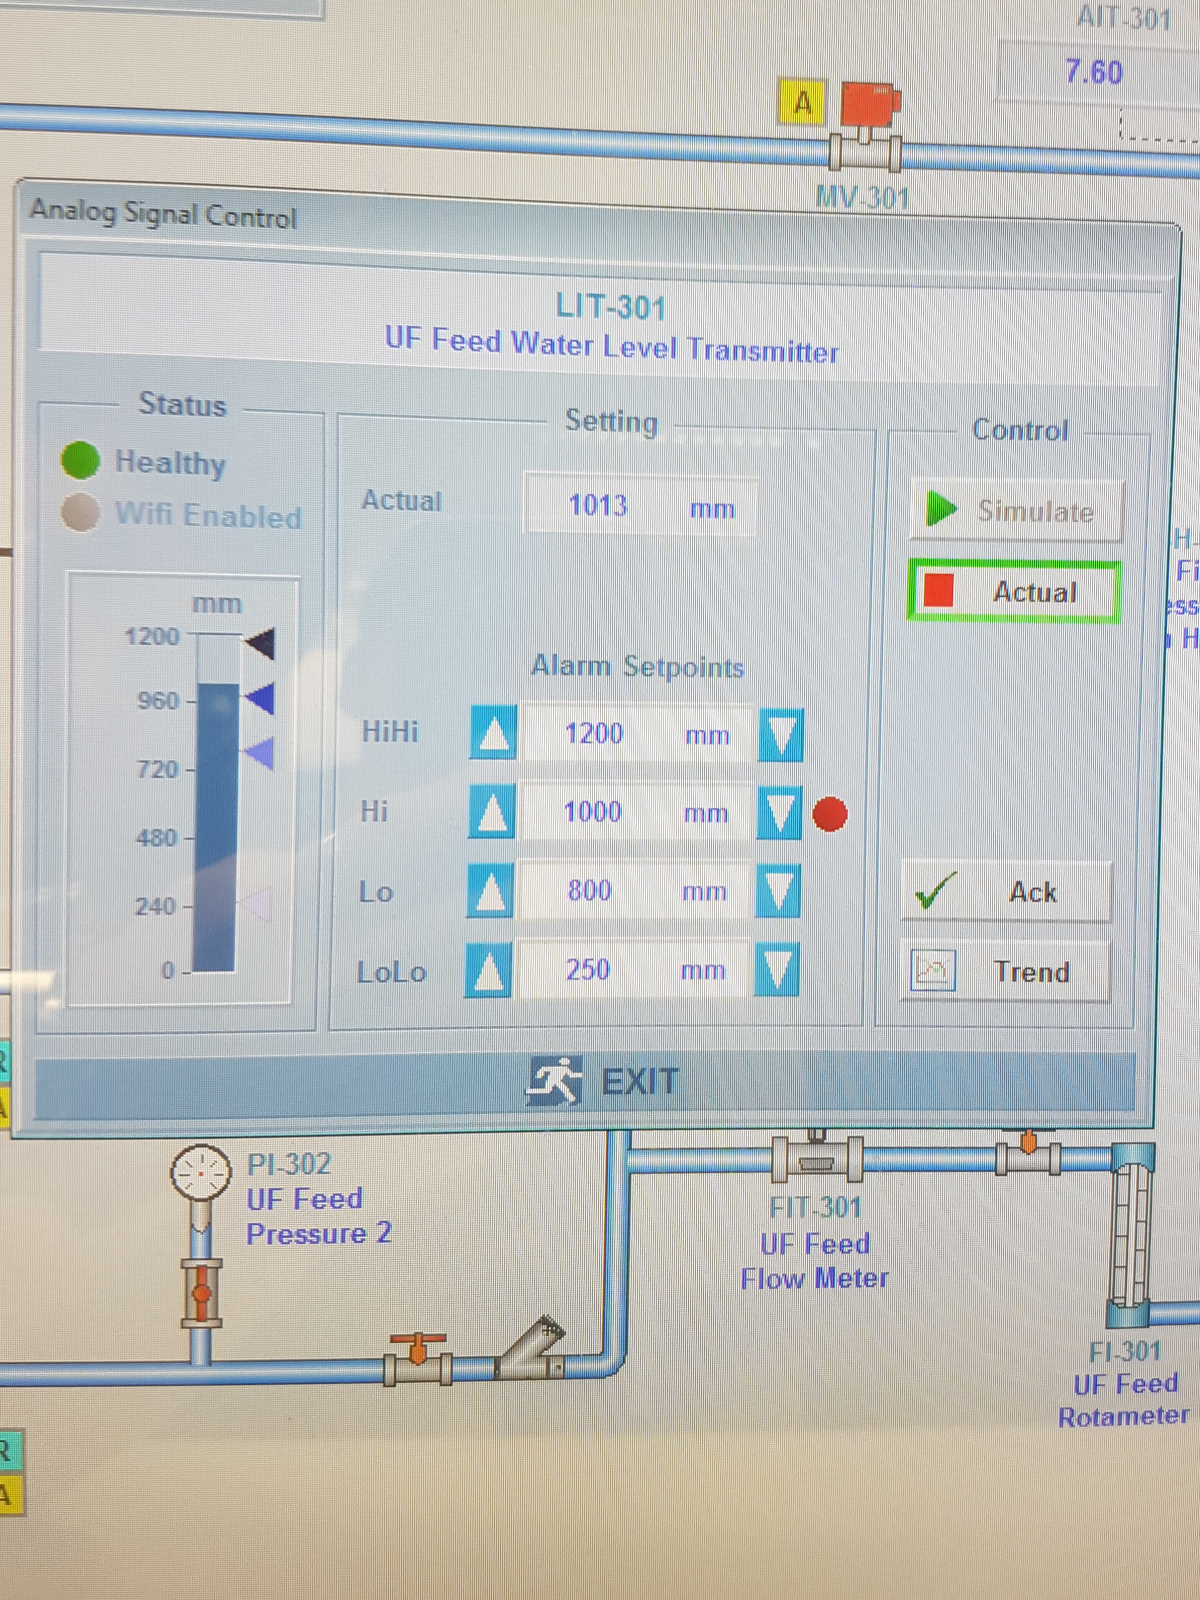 AIT-301
7.60
A
MV-301
Analog Signal Control
LIT-301
UF Feed Water Level Transmitter
Status
Healthy
Wifi Enabled
mm
1200
960
720
480
240
0
Setting
Actual 1013 mm
Alarm Setpoints
HiHi 1200 mm
Hi 1000 mm
Lo 800 mm
LoLo 250 mm
Control
Simulate
Actual
Ack
Trend
H-
Fi
ess
H
EXIT
R
A
PI-302
UF Feed
Pressure 2
FIT-301
UF Feed
Flow Meter
FI-301
UF Feed
Rotameter
R
A